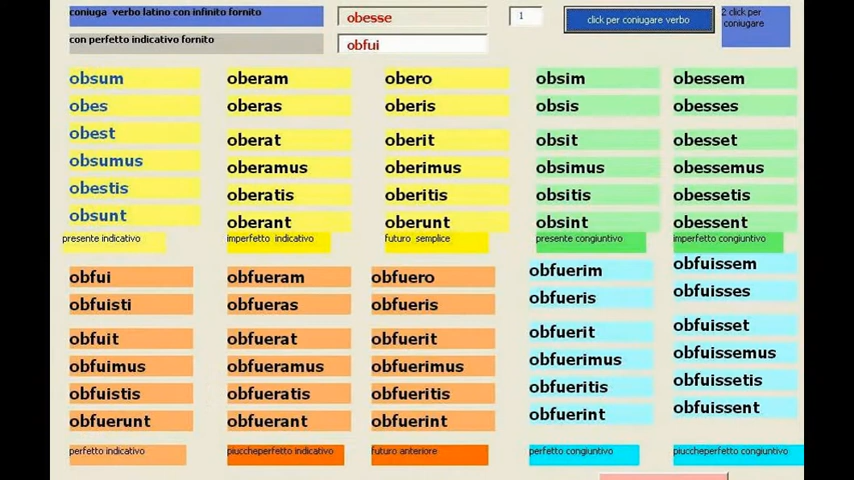 coniuga verbo latino con infinito fornito
obesse
1
click per coniugare verbo
2 click per
coniugare
con perfetto indicativo fornito
obfui
obsum
obes
obest
obsumus
obestis
obsunt
presente indicativo
oberam
oberas
oberat
oberamus
oberatis
oberant
imperfetto indicativo
obero
oberis
oberit
oberimus
oberitis
oberunt
futuro semplice
obsim
obsis
obsit
obsimus
obsitis
obsint
presente congiuntivo
obessem
obesses
obesset
obessemus
obessetis
obessent
imperfetto congiuntivo
obfui
obfuisti
obfuit
obfuimus
obfuistis
obfuerunt
perfetto indicativo
obfueram
obfueras
obfuerat
obfueramus
obfueratis
obfuerant
piuccheperfetto indicativo
obfuero
obfueris
obfuerit
obfuerimus
obfueritis
obfuerint
futuro anteriore
obfuerim
obfueris
obfuerit
obfuerimus
obfueritis
obfuerint
perfetto congiuntivo
obfuissem
obfuisses
obfuisset
obfuissemus
obfuissetis
obfuissent
piuccheperfetto congiuntivo